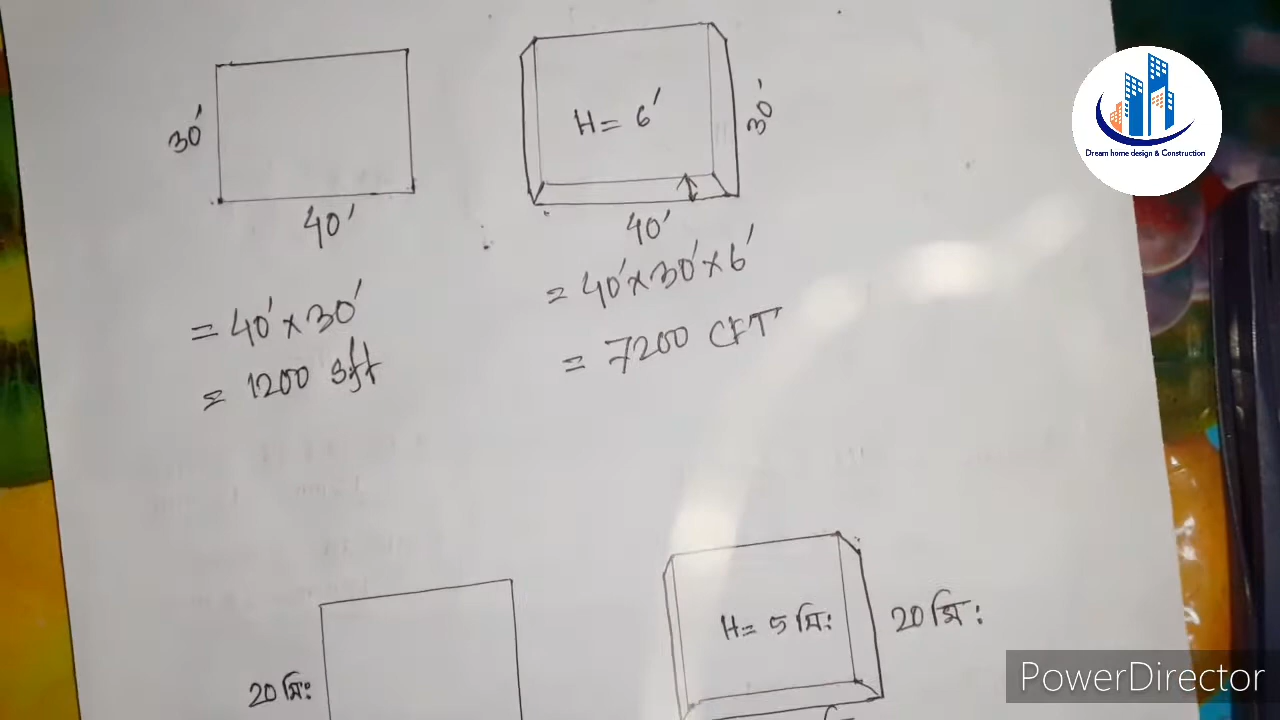 30'
40'
= 40' x 30'
= 1200 sft
H = 6'
30'
40'
= 40' x 30' x 6'
= 7200 CFT
Dream home design & Construction
20 মিঃ
H = 5 মিঃ
20 মিঃ
PowerDirector